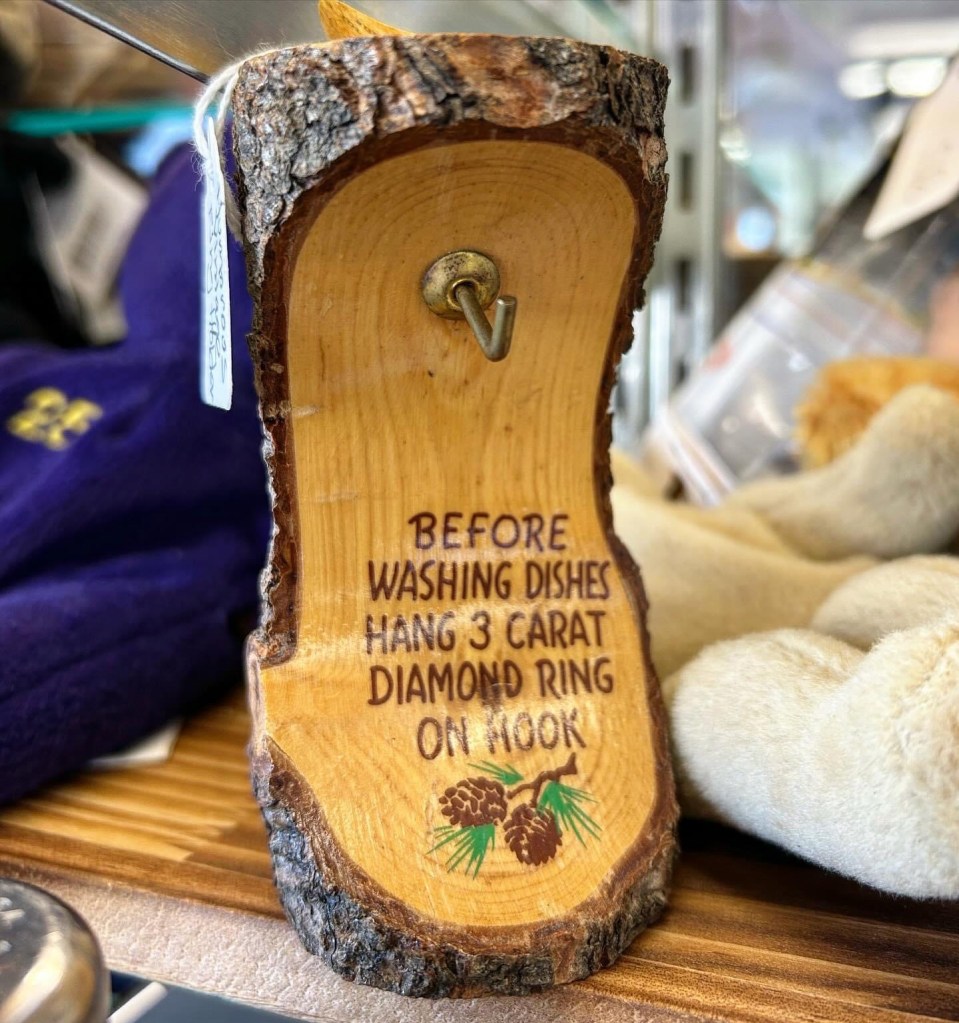 BEFORE
WASHING DISHES
HANG 3 CARAT
DIAMOND RING
ON HOOK